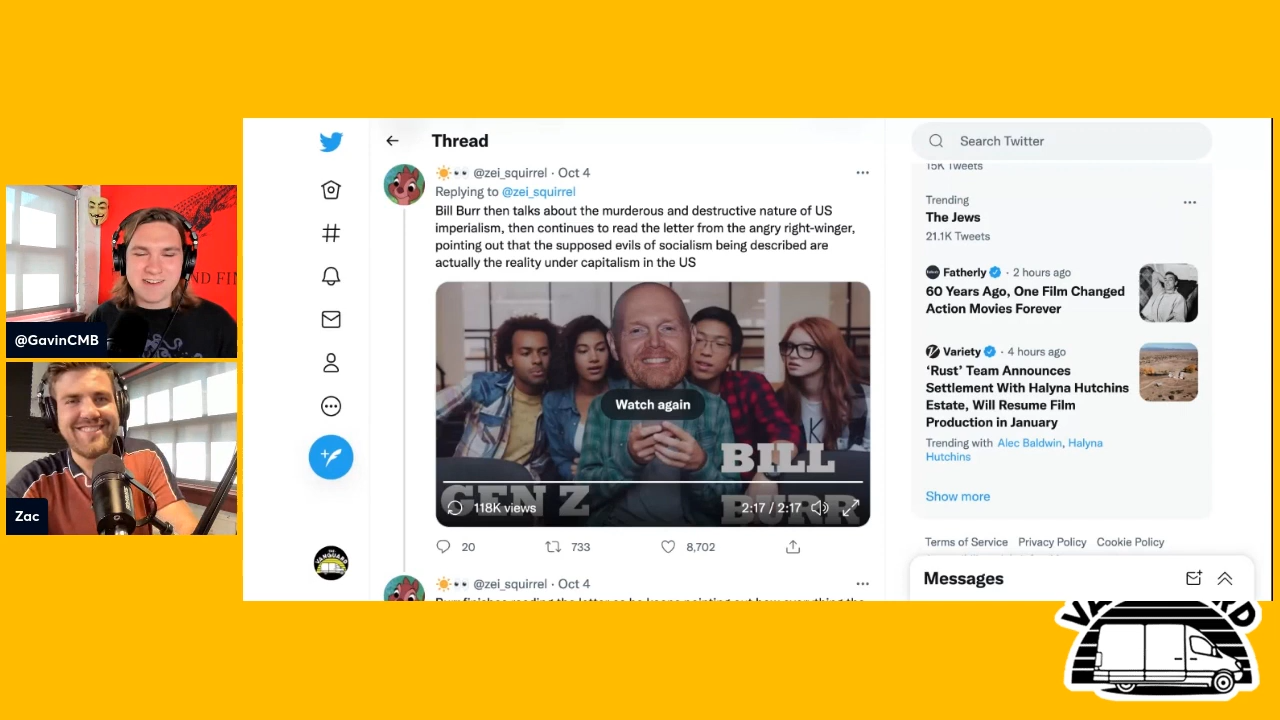 @GavinCMB
Zac
Thread
@zei_squirrel · Oct 4
Replying to @zei_squirrel
Bill Burr then talks about the murderous and destructive nature of US
imperialism, then continues to read the letter from the angry right-winger,
pointing out that the supposed evils of socialism being described are
actually the reality under capitalism in the US
Watch again
BILL
GEN Z
BURR
118K views
2:17 / 2:17
20
733
8,702
@zei_squirrel · Oct 4
Search Twitter
15K Tweets
Trending
The Jews
21.1K Tweets
Fatherly · 2 hours ago
60 Years Ago, One Film Changed
Action Movies Forever
Variety · 4 hours ago
‘Rust’ Team Announces
Settlement With Halyna Hutchins
Estate, Will Resume Film
Production in January
Trending with Alec Baldwin, Halyna
Hutchins
Show more
Terms of Service Privacy Policy Cookie Policy
Messages
THE
VANGUARD